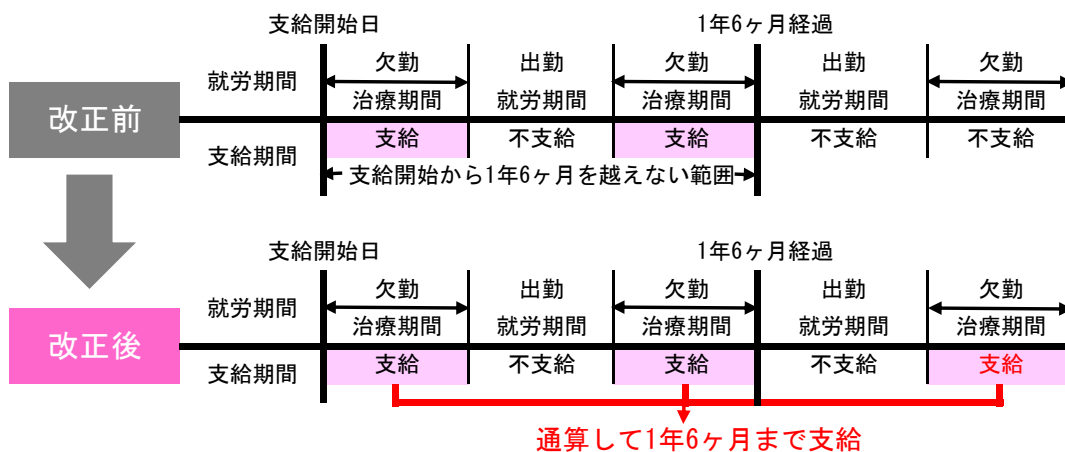 支給開始日 1年6ヶ月経過
就労期間 欠勤 出勤 欠勤 出勤 欠勤
治療期間 就労期間 治療期間 就労期間 治療期間
改正前
支給期間 支給 不支給 支給 不支給 不支給
支給開始から1年6ヶ月を越えない範囲
支給開始日 1年6ヶ月経過
就労期間 欠勤 出勤 欠勤 出勤 欠勤
治療期間 就労期間 治療期間 就労期間 治療期間
改正後
支給期間 支給 不支給 支給 不支給 支給
通算して1年6ヶ月まで支給